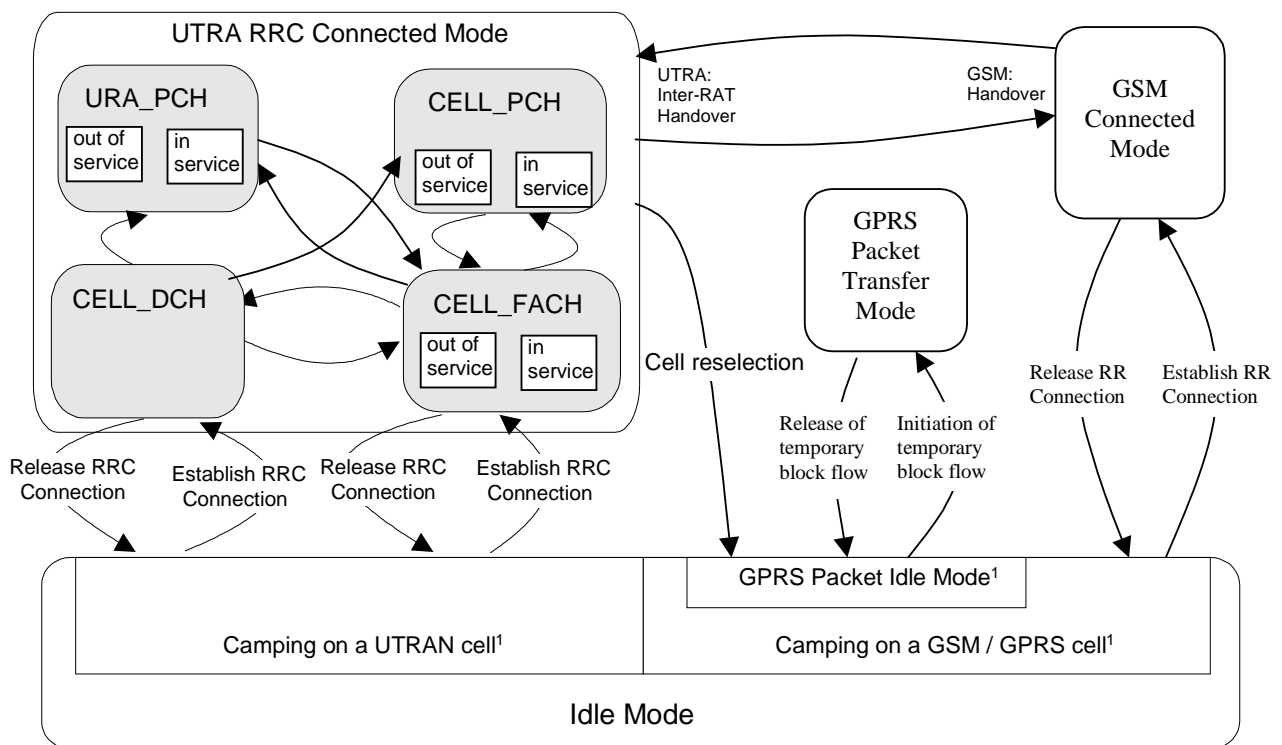 UTRA RRC Connected Mode
URA_PCH
out of
service
in
service
CELL_PCH
out of
service
in
service
CELL_DCH
CELL_FACH
out of
service
in
service
UTRA:
Inter-RAT
Handover
GSM:
Handover
GSM
Connected
Mode
GPRS
Packet
Transfer
Mode
Cell reselection
Release RR
Connection
Establish RR
Connection
Release of
temporary
block flow
Initiation of
temporary
block flow
Release RRC
Connection
Establish RRC
Connection
Release RRC
Connection
Establish RRC
Connection
GPRS Packet Idle Mode¹
Camping on a UTRAN cell¹
Camping on a GSM / GPRS cell¹
Idle Mode